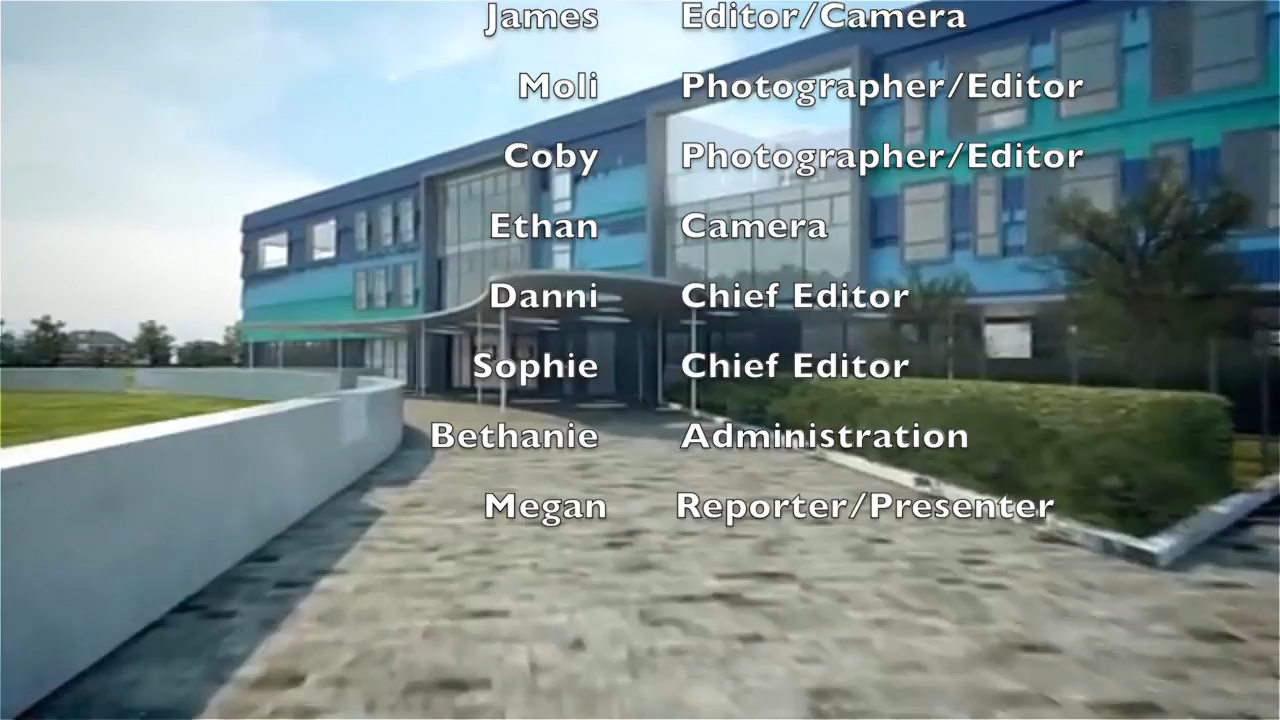 James Editor/Camera
Moli Photographer/Editor
Coby Photographer/Editor
Ethan Camera
Danni Chief Editor
Sophie Chief Editor
Bethanie Administration
Megan Reporter/Presenter